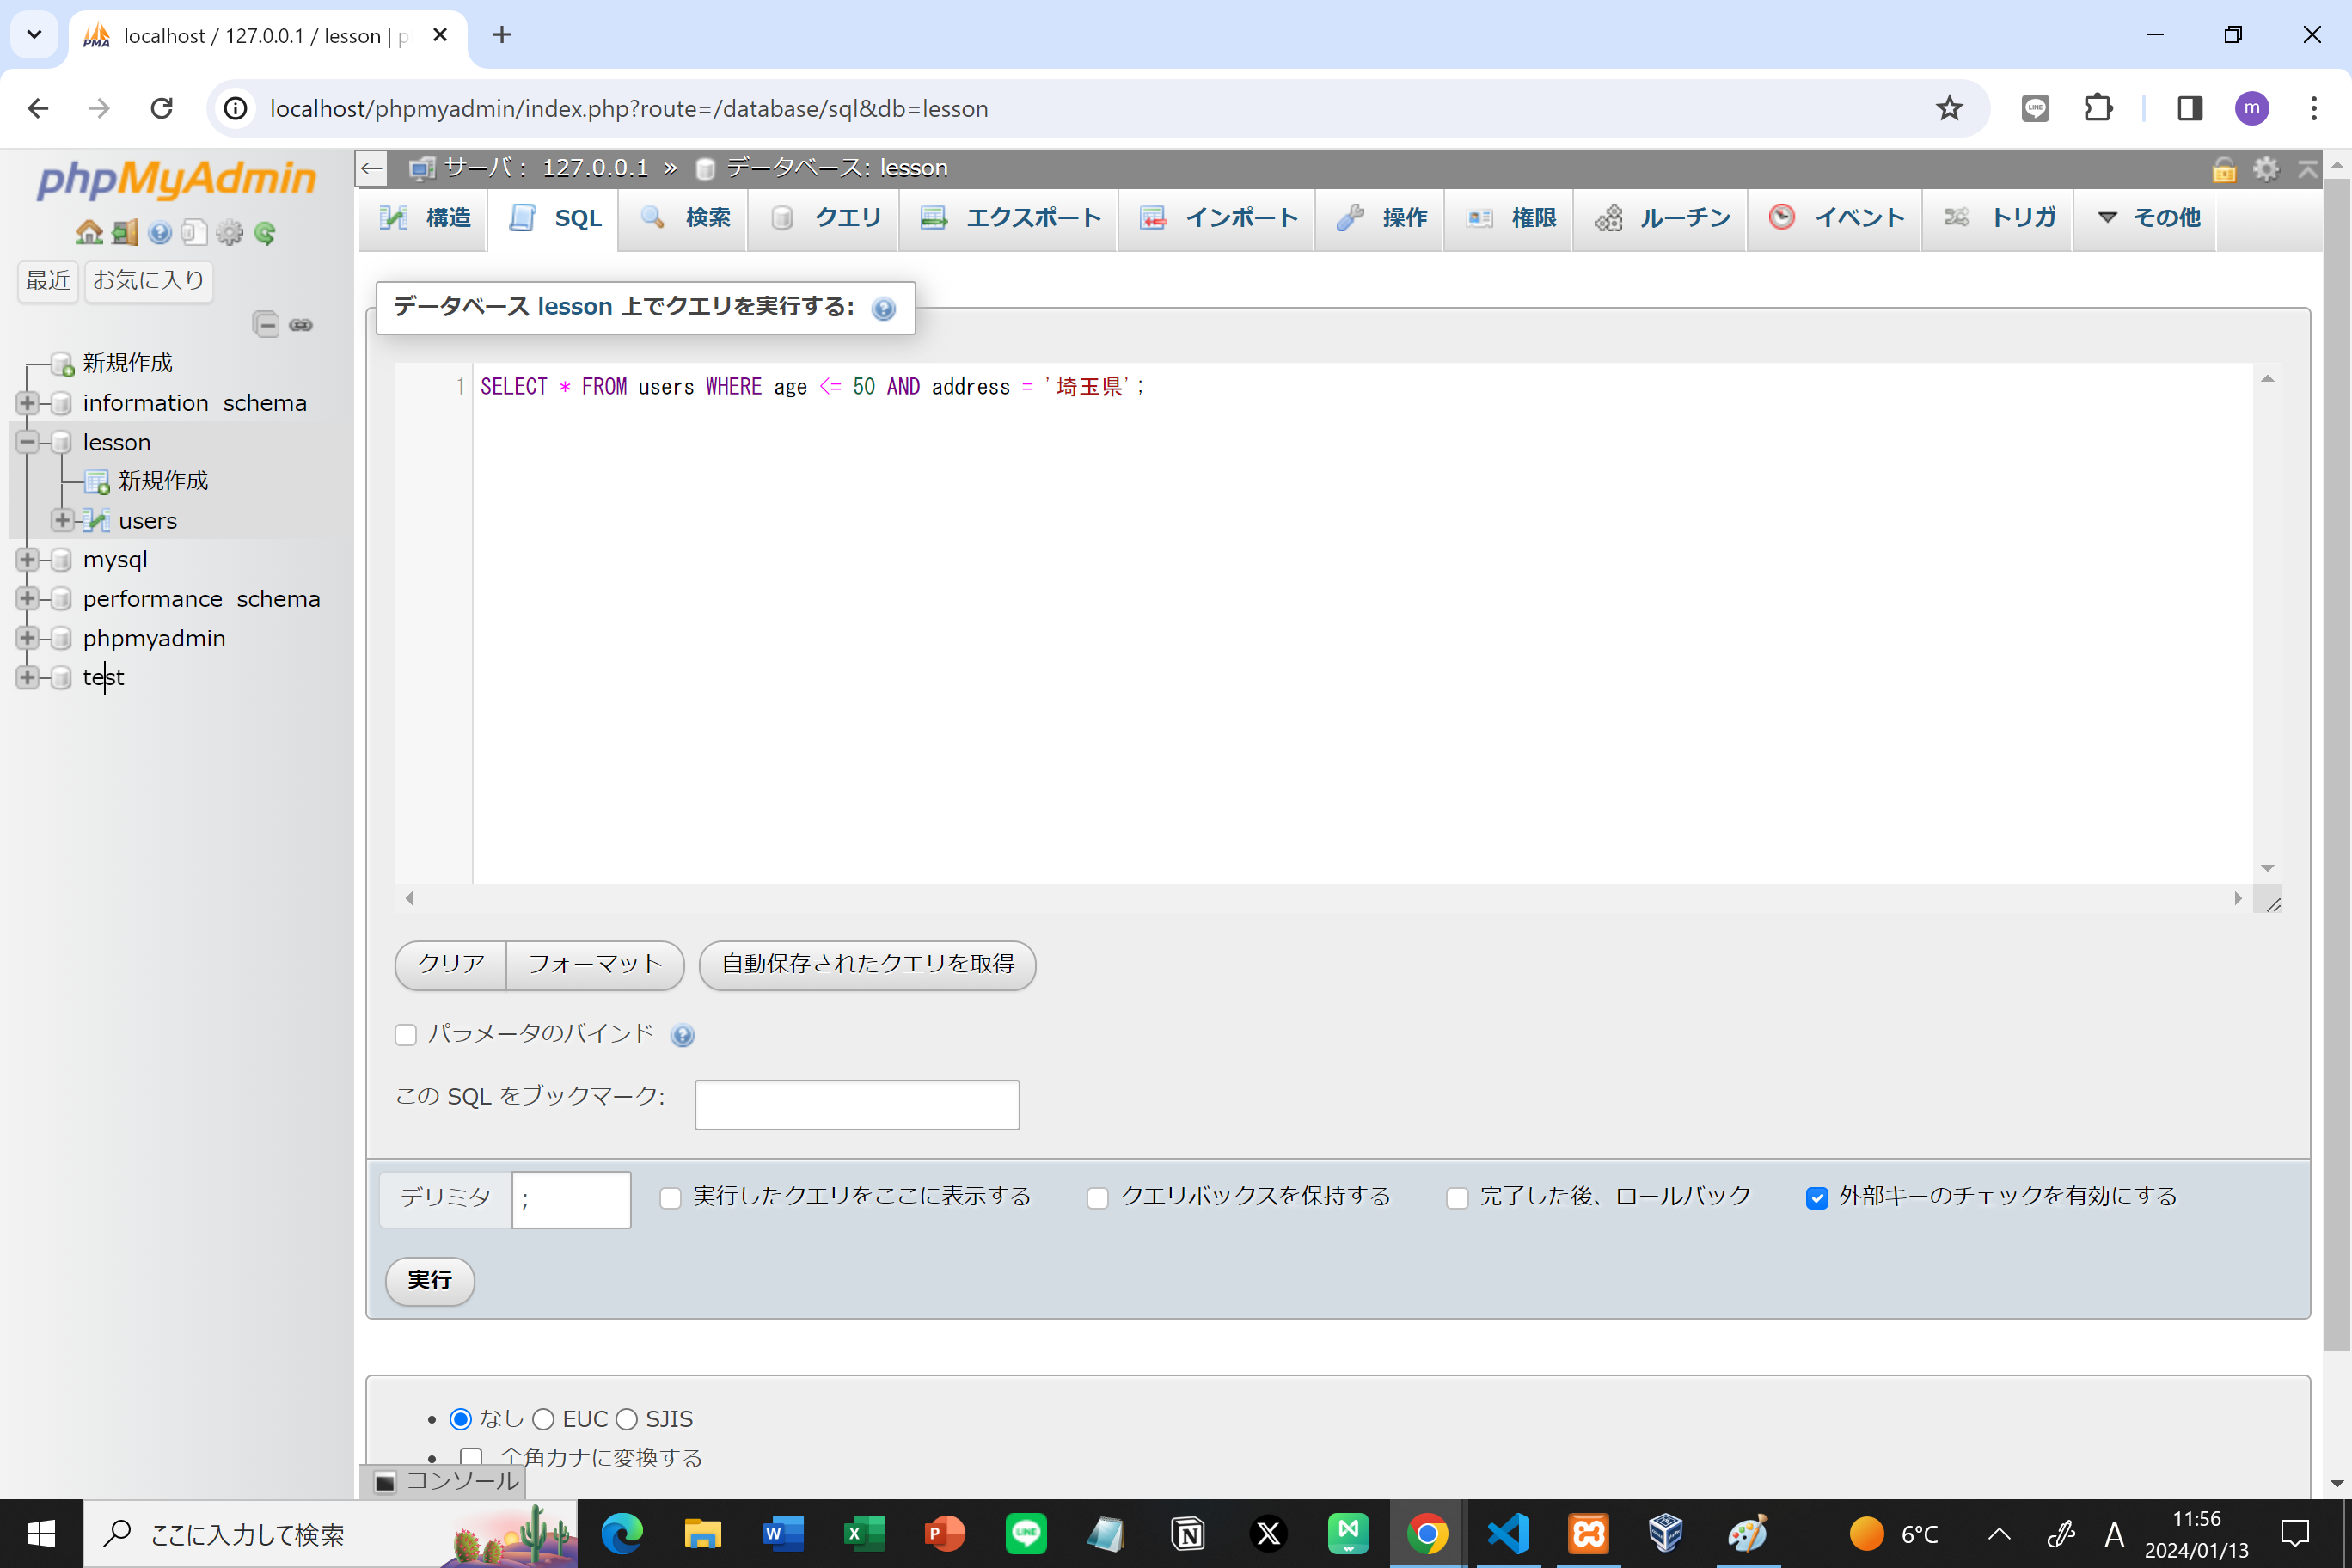 localhost / 127.0.0.1 / lesson | p
localhost/phpmyadmin/index.php?route=/database/sql&db=lesson
m
phpMyAdmin
最近 お気に入り
新規作成
information_schema
lesson
新規作成
users
mysql
performance_schema
phpmyadmin
test
サーバ: 127.0.0.1 » データベース: lesson
構造 SQL 検索 クエリ エクスポート インポート 操作 権限 ルーチン イベント トリガ その他
データベース lesson 上でクエリを実行する:
1 SELECT * FROM users WHERE age <= 50 AND address = '埼玉県';
クリア フォーマット 自動保存されたクエリを取得
パラメータのバインド
この SQL をブックマーク:
デリミタ ; 実行したクエリをここに表示する クエリボックスを保持する 完了した後、ロールバック 外部キーのチェックを有効にする
実行
なし EUC SJIS
全角カナに変換する
コンソール
ここに入力して検索
6°C
A
11:56
2024/01/13